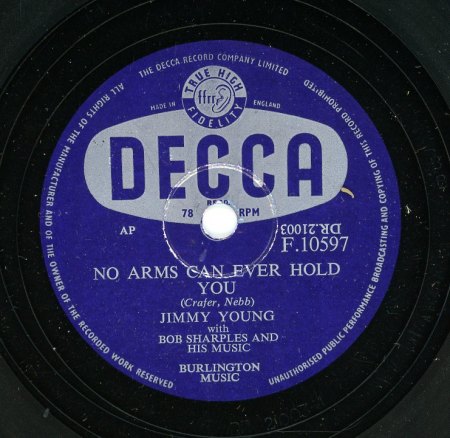 THE DECCA RECORD COMPANY LIMITED
ALL RIGHTS OF THE MANUFACTURER AND OF THE OWNER OF THE RECORDED WORK RESERVED
UNAUTHORISED PUBLIC PERFORMANCE BROADCASTING AND COPYING OF THIS RECORD PROHIBITED
TRUE HIGH
ffrr
FIDELITY
MADE IN ENGLAND
DECCA
78 RPM
AP
DR.21003
F.10597
NO ARMS CAN EVER HOLD
YOU
(Crafer, Nebb)
JIMMY YOUNG
with
BOB SHARPLES AND
HIS MUSIC
BURLINGTON
MUSIC